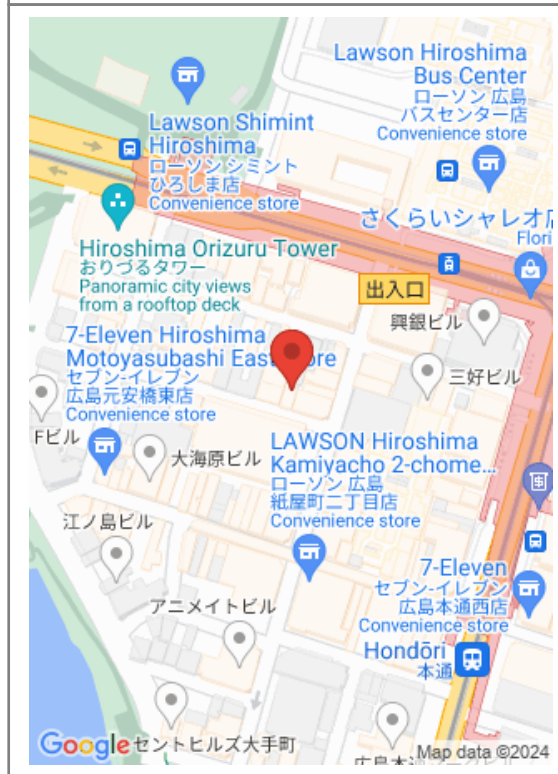 Lawson Hiroshima
Bus Center
ローソン 広島
バスセンター店
Convenience store
Lawson Shimint
Hiroshima
ローソン シミント
ひろしま店
Convenience store
さくらいシャレオ店
Flori
Hiroshima Orizuru Tower
おりづるタワー
Panoramic city views
from a rooftop deck
出入口
興銀ビル
7-Eleven Hiroshima
Motoyasubashi East Store
セブン-イレブン
広島元安橋東店
Convenience store
三好ビル
Fビル
大海原ビル
LAWSON Hiroshima
Kamiyacho 2-chome...
ローソン 広島
紙屋町二丁目店
Convenience store
江ノ島ビル
7-Eleven
セブン-イレブン
広島本通西店
Convenience store
アニメイトビル
Hondōri
本通
Google
セントヒルズ大手町
広島本通
Map data ©2024